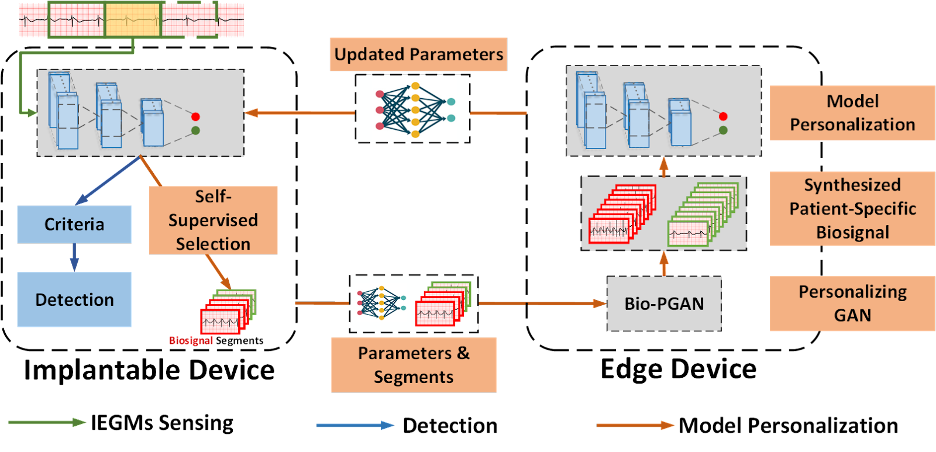 Updated Parameters
Model
Personalization
Self-
Supervised
Selection
Synthesized
Patient-Specific
Biosignal
Criteria
Detection
Bio-PGAN
Personalizing
GAN
Biosignal Segments
Parameters &
Segments
Implantable Device
Edge Device
IEGMs Sensing
Detection
Model Personalization